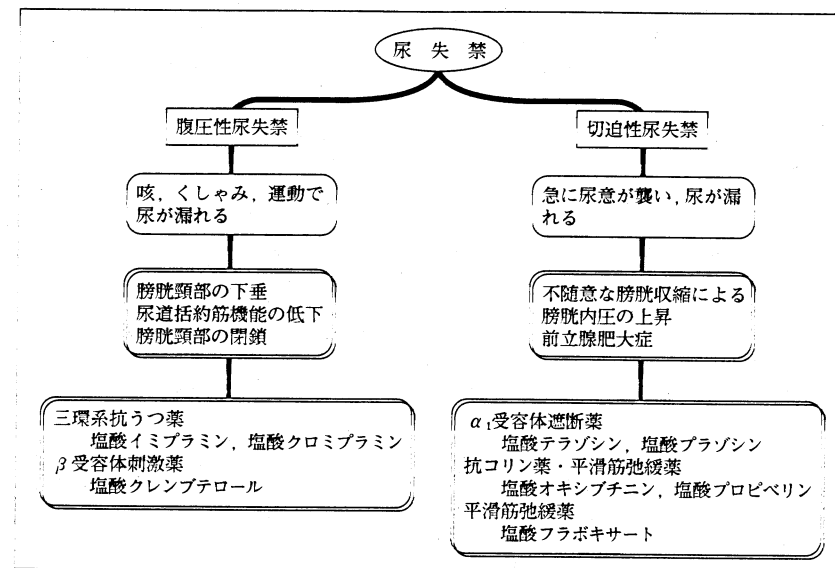 尿 失 禁
腹圧性尿失禁
咳，くしゃみ，運動で
尿が漏れる
膀胱頸部の下垂
尿道括約筋機能の低下
膀胱頸部の閉鎖
三環系抗うつ薬
塩酸イミプラミン，塩酸クロミプラミン
β受容体刺激薬
塩酸クレンブテロール
切迫性尿失禁
急に尿意が襲い，尿が漏
れる
不随意な膀胱収縮による
膀胱内圧の上昇
前立腺肥大症
α₁受容体遮断薬
塩酸テラゾシン，塩酸プラゾシン
抗コリン薬・平滑筋弛緩薬
塩酸オキシブチニン，塩酸プロピベリン
平滑筋弛緩薬
塩酸フラボキサート